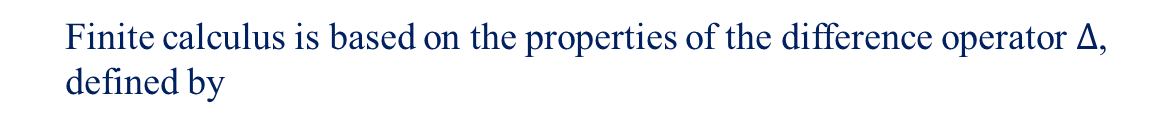 Finite calculus is based on the properties of the difference operator Δ,
defined by